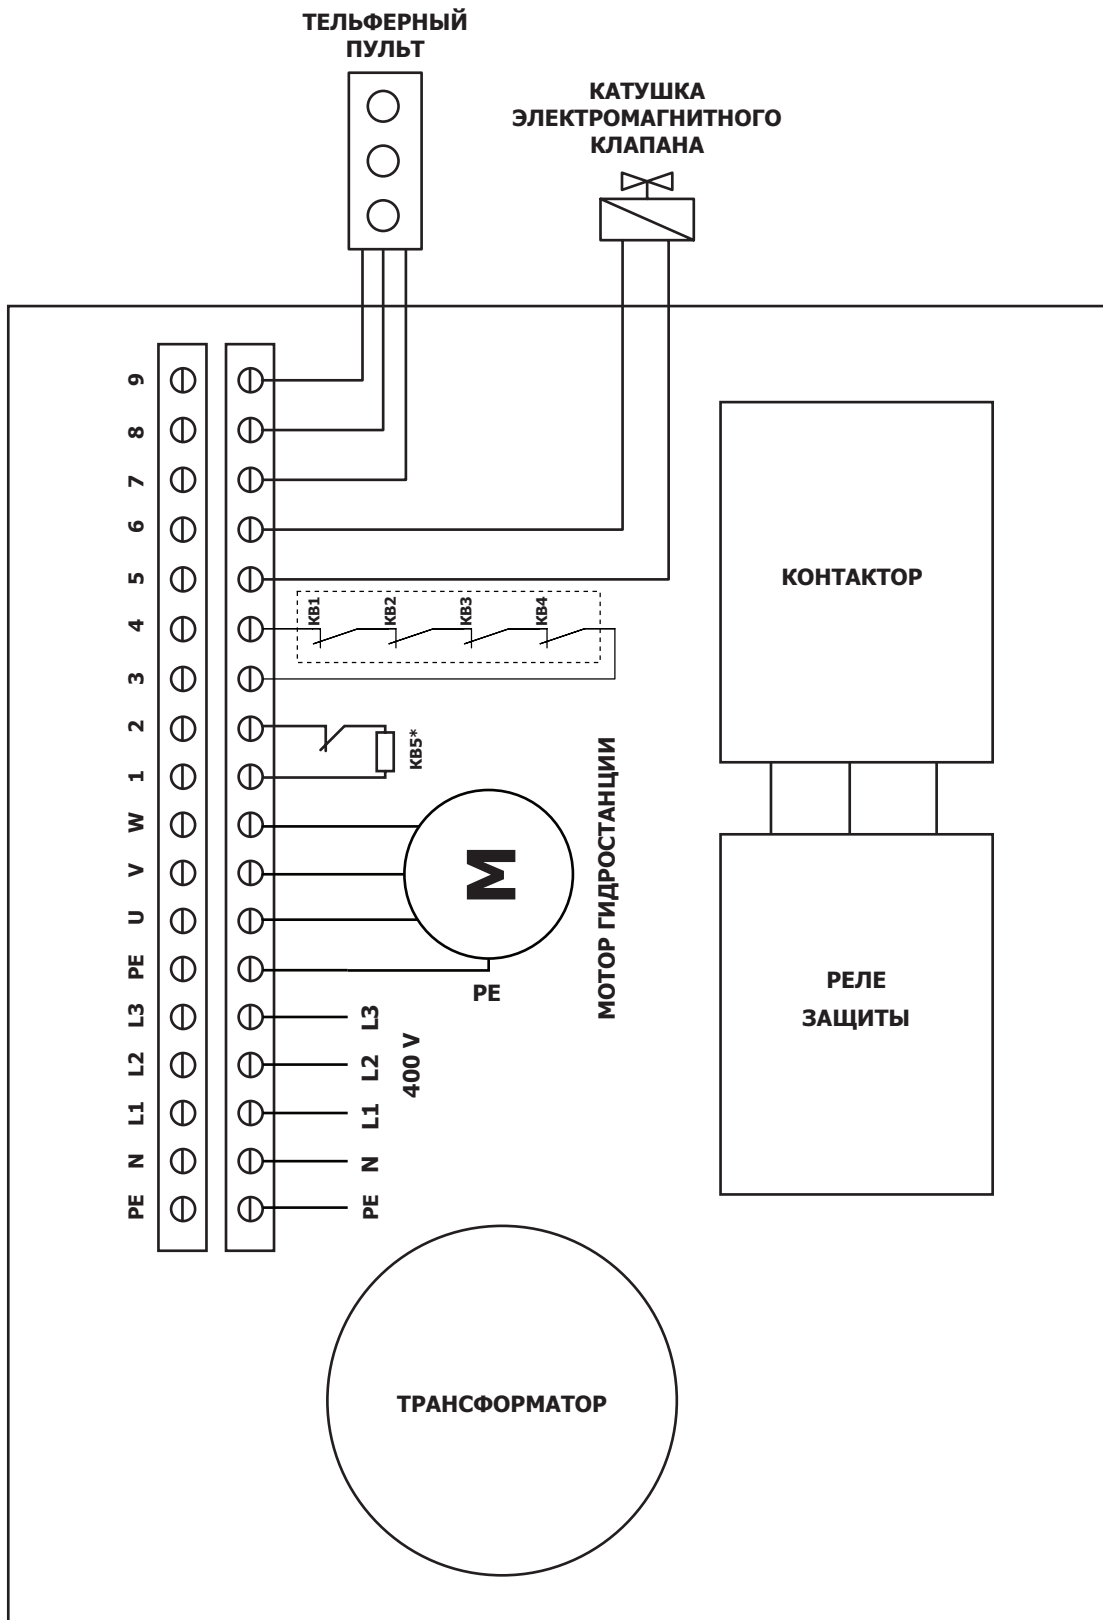 ТЕЛЬФЕРНЫЙ
ПУЛЬТ
КАТУШКА
ЭЛЕКТРОМАГНИТНОГО
КЛАПАНА
9
8
7
6
5
4
3
2
1
W
V
U
PE
L3
L2
L1
N
PE
КВ1
КВ2
КВ3
КВ4
КВ5*
M
PE
МОТОР ГИДРОСТАНЦИИ
L3
L2
L1
N
PE
400 V
КОНТАКТОР
РЕЛЕ
ЗАЩИТЫ
ТРАНСФОРМАТОР